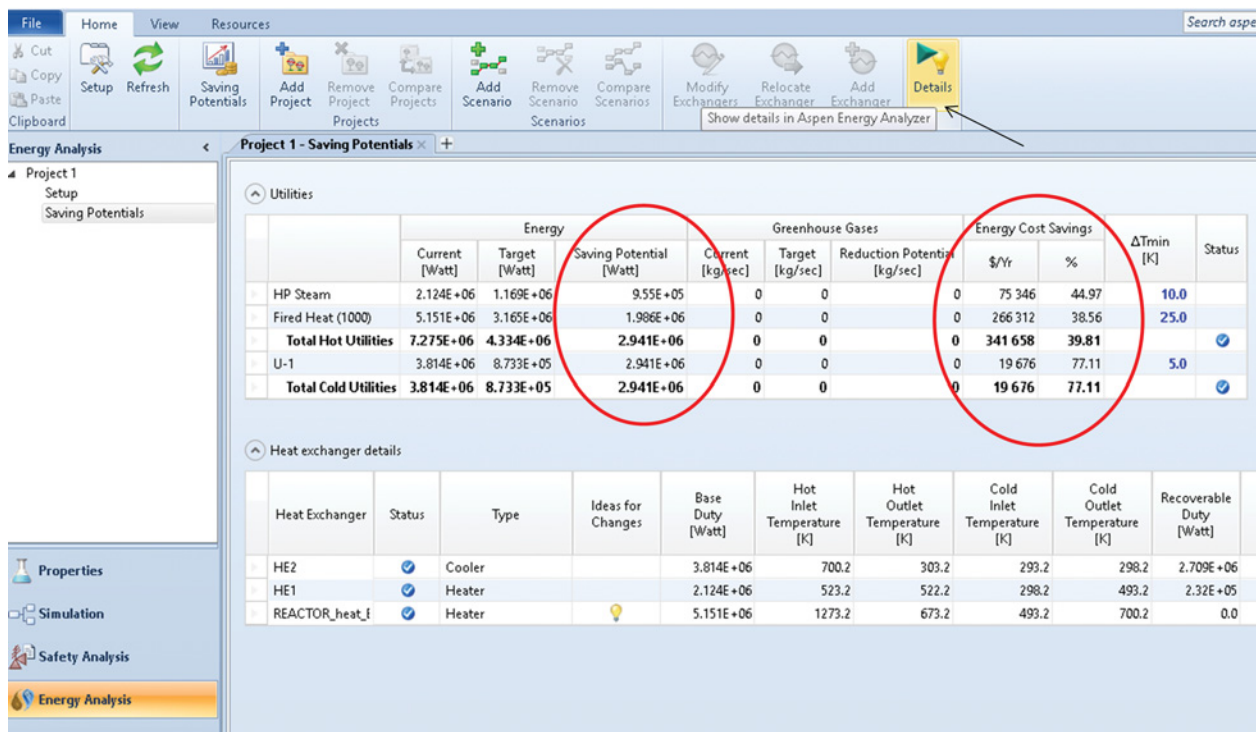 File Home View Resources Search aspe
Cut
Copy
Paste
Clipboard
Setup Refresh
Saving Potentials
Add Project Remove Project Compare Projects
Projects
Add Scenario Remove Scenario Compare Scenarios
Scenarios
Modify Exchangers Relocate Exchanger Add Exchanger
Details
Show details in Aspen Energy Analyzer
Energy Analysis <
Project 1
Setup
Saving Potentials
Project 1 - Saving Potentials × +
Utilities
Energy Greenhouse Gases Energy Cost Savings ΔTmin [K] Status
Current [Watt] Target [Watt] Saving Potential [Watt] Current [kg/sec] Target [kg/sec] Reduction Potential [kg/sec] $/Yr %
HP Steam 2.124E+06 1.169E+06 9.55E+05 0 0 0 75 346 44.97 10.0
Fired Heat (1000) 5.151E+06 3.165E+06 1.986E+06 0 0 0 266 312 38.56 25.0
Total Hot Utilities 7.275E+06 4.334E+06 2.941E+06 0 0 0 341 658 39.81
U-1 3.814E+06 8.733E+05 2.941E+06 0 0 0 19 676 77.11 5.0
Total Cold Utilities 3.814E+06 8.733E+05 2.941E+06 0 0 0 19 676 77.11
Heat exchanger details
Heat Exchanger Status Type Ideas for Changes Base Duty [Watt] Hot Inlet Temperature [K] Hot Outlet Temperature [K] Cold Inlet Temperature [K] Cold Outlet Temperature [K] Recoverable Duty [Watt]
HE2 Cooler 3.814E+06 700.2 303.2 293.2 298.2 2.709E+06
HE1 Heater 2.124E+06 523.2 522.2 298.2 493.2 2.32E+05
REACTOR_heat_E Heater 5.151E+06 1273.2 673.2 493.2 700.2 0.0
Properties
Simulation
Safety Analysis
Energy Analysis